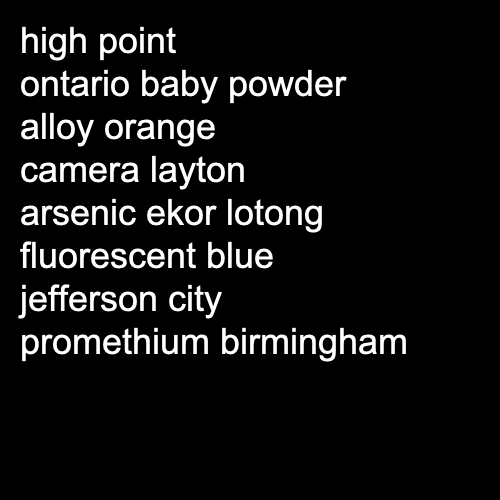 high point
ontario baby powder
alloy orange
camera layton
arsenic ekor lotong
fluorescent blue
jefferson city
promethium birmingham